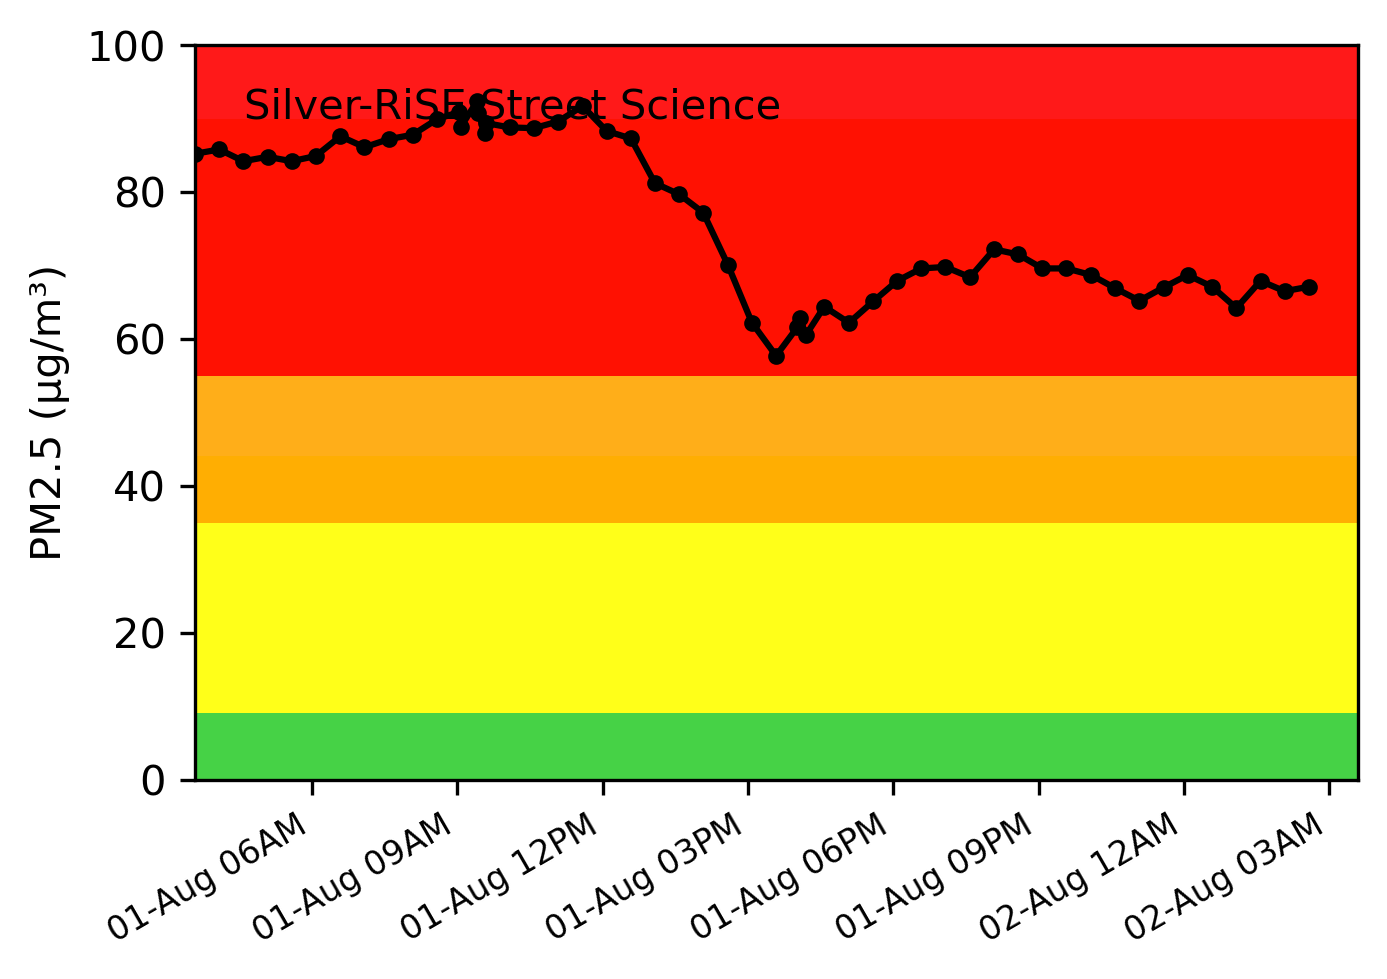 100
Silver-RiSE Street Science
80
60
40
20
0
PM2.5 (µg/m³)
01-Aug 06AM
01-Aug 09AM
01-Aug 12PM
01-Aug 03PM
01-Aug 06PM
01-Aug 09PM
02-Aug 12AM
02-Aug 03AM